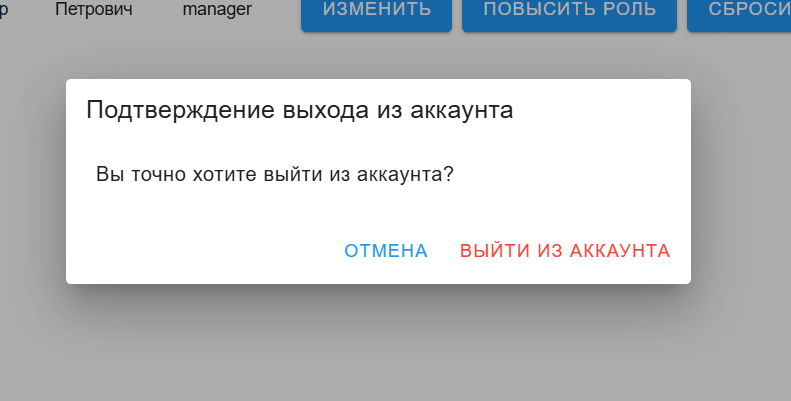 Петрович manager ИЗМЕНИТЬ ПОВЫСИТЬ РОЛЬ
Подтверждение выхода из аккаунта
Вы точно хотите выйти из аккаунта?
ОТМЕНА ВЫЙТИ ИЗ АККАУНТА